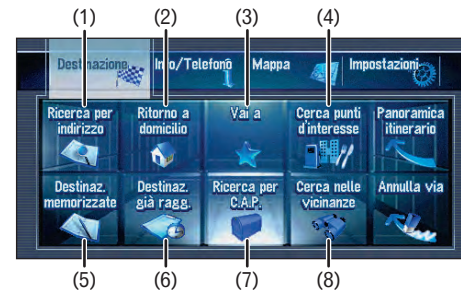 (1) (2) (3) (4)
Destinazione Info/Telefono Mappa Impostazioni
Ricerca per indirizzo
Ritorno a domicilio
Vai a
Cerca punti d'interesse
Panoramica itinerario
Destinaz. memorizzate
Destinaz. già ragg.
Ricerca per C.A.P.
Cerca nelle vicinanze
Annulla via
(5) (6) (7) (8)